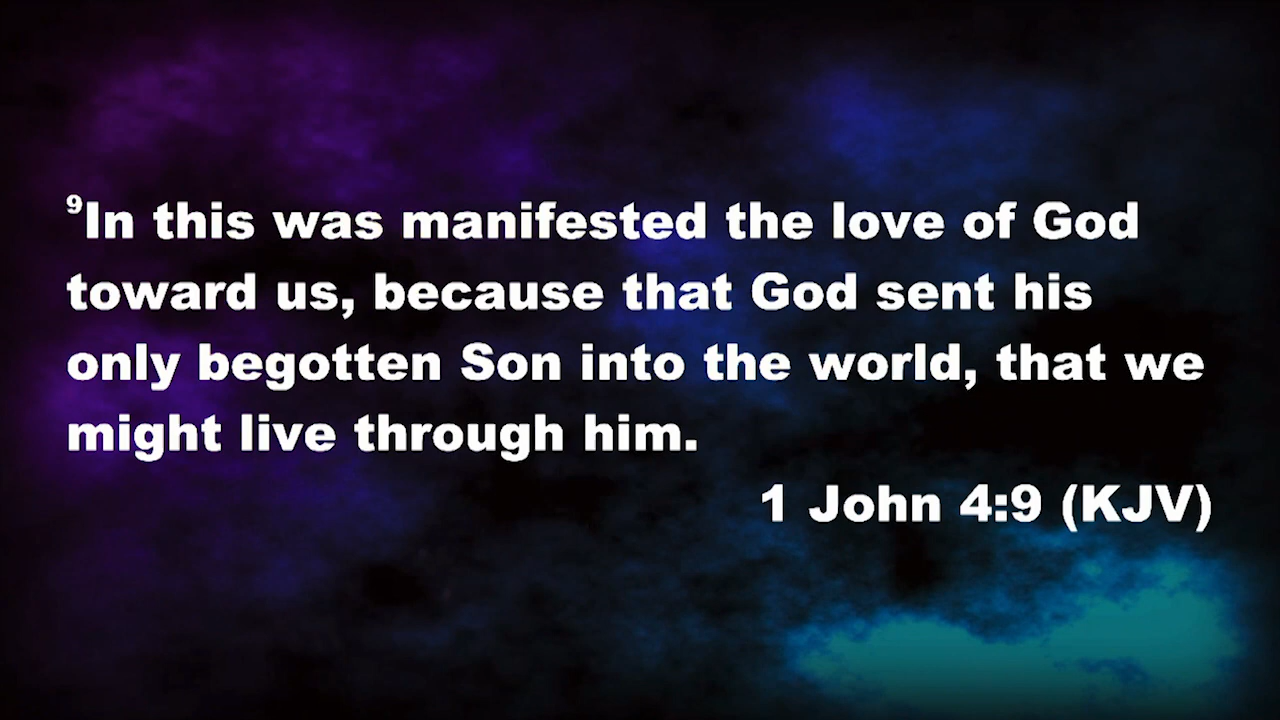 ⁹In this was manifested the love of God
toward us, because that God sent his
only begotten Son into the world, that we
might live through him.
1 John 4:9 (KJV)